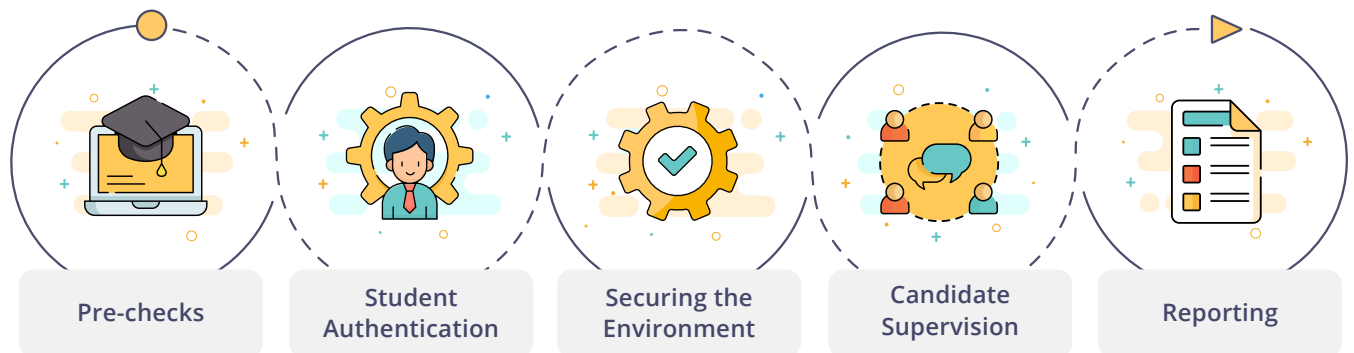 Pre-checks
Student
Authentication
Securing the
Environment
Candidate
Supervision
Reporting